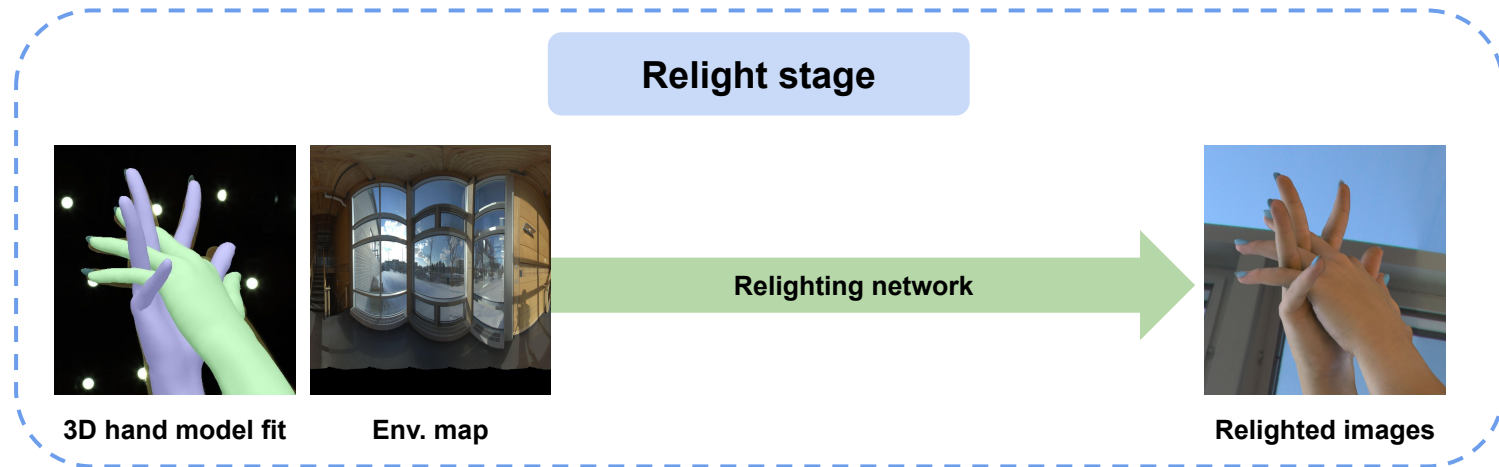 Relight stage
Relighting network
3D hand model fit
Env. map
Relighted images